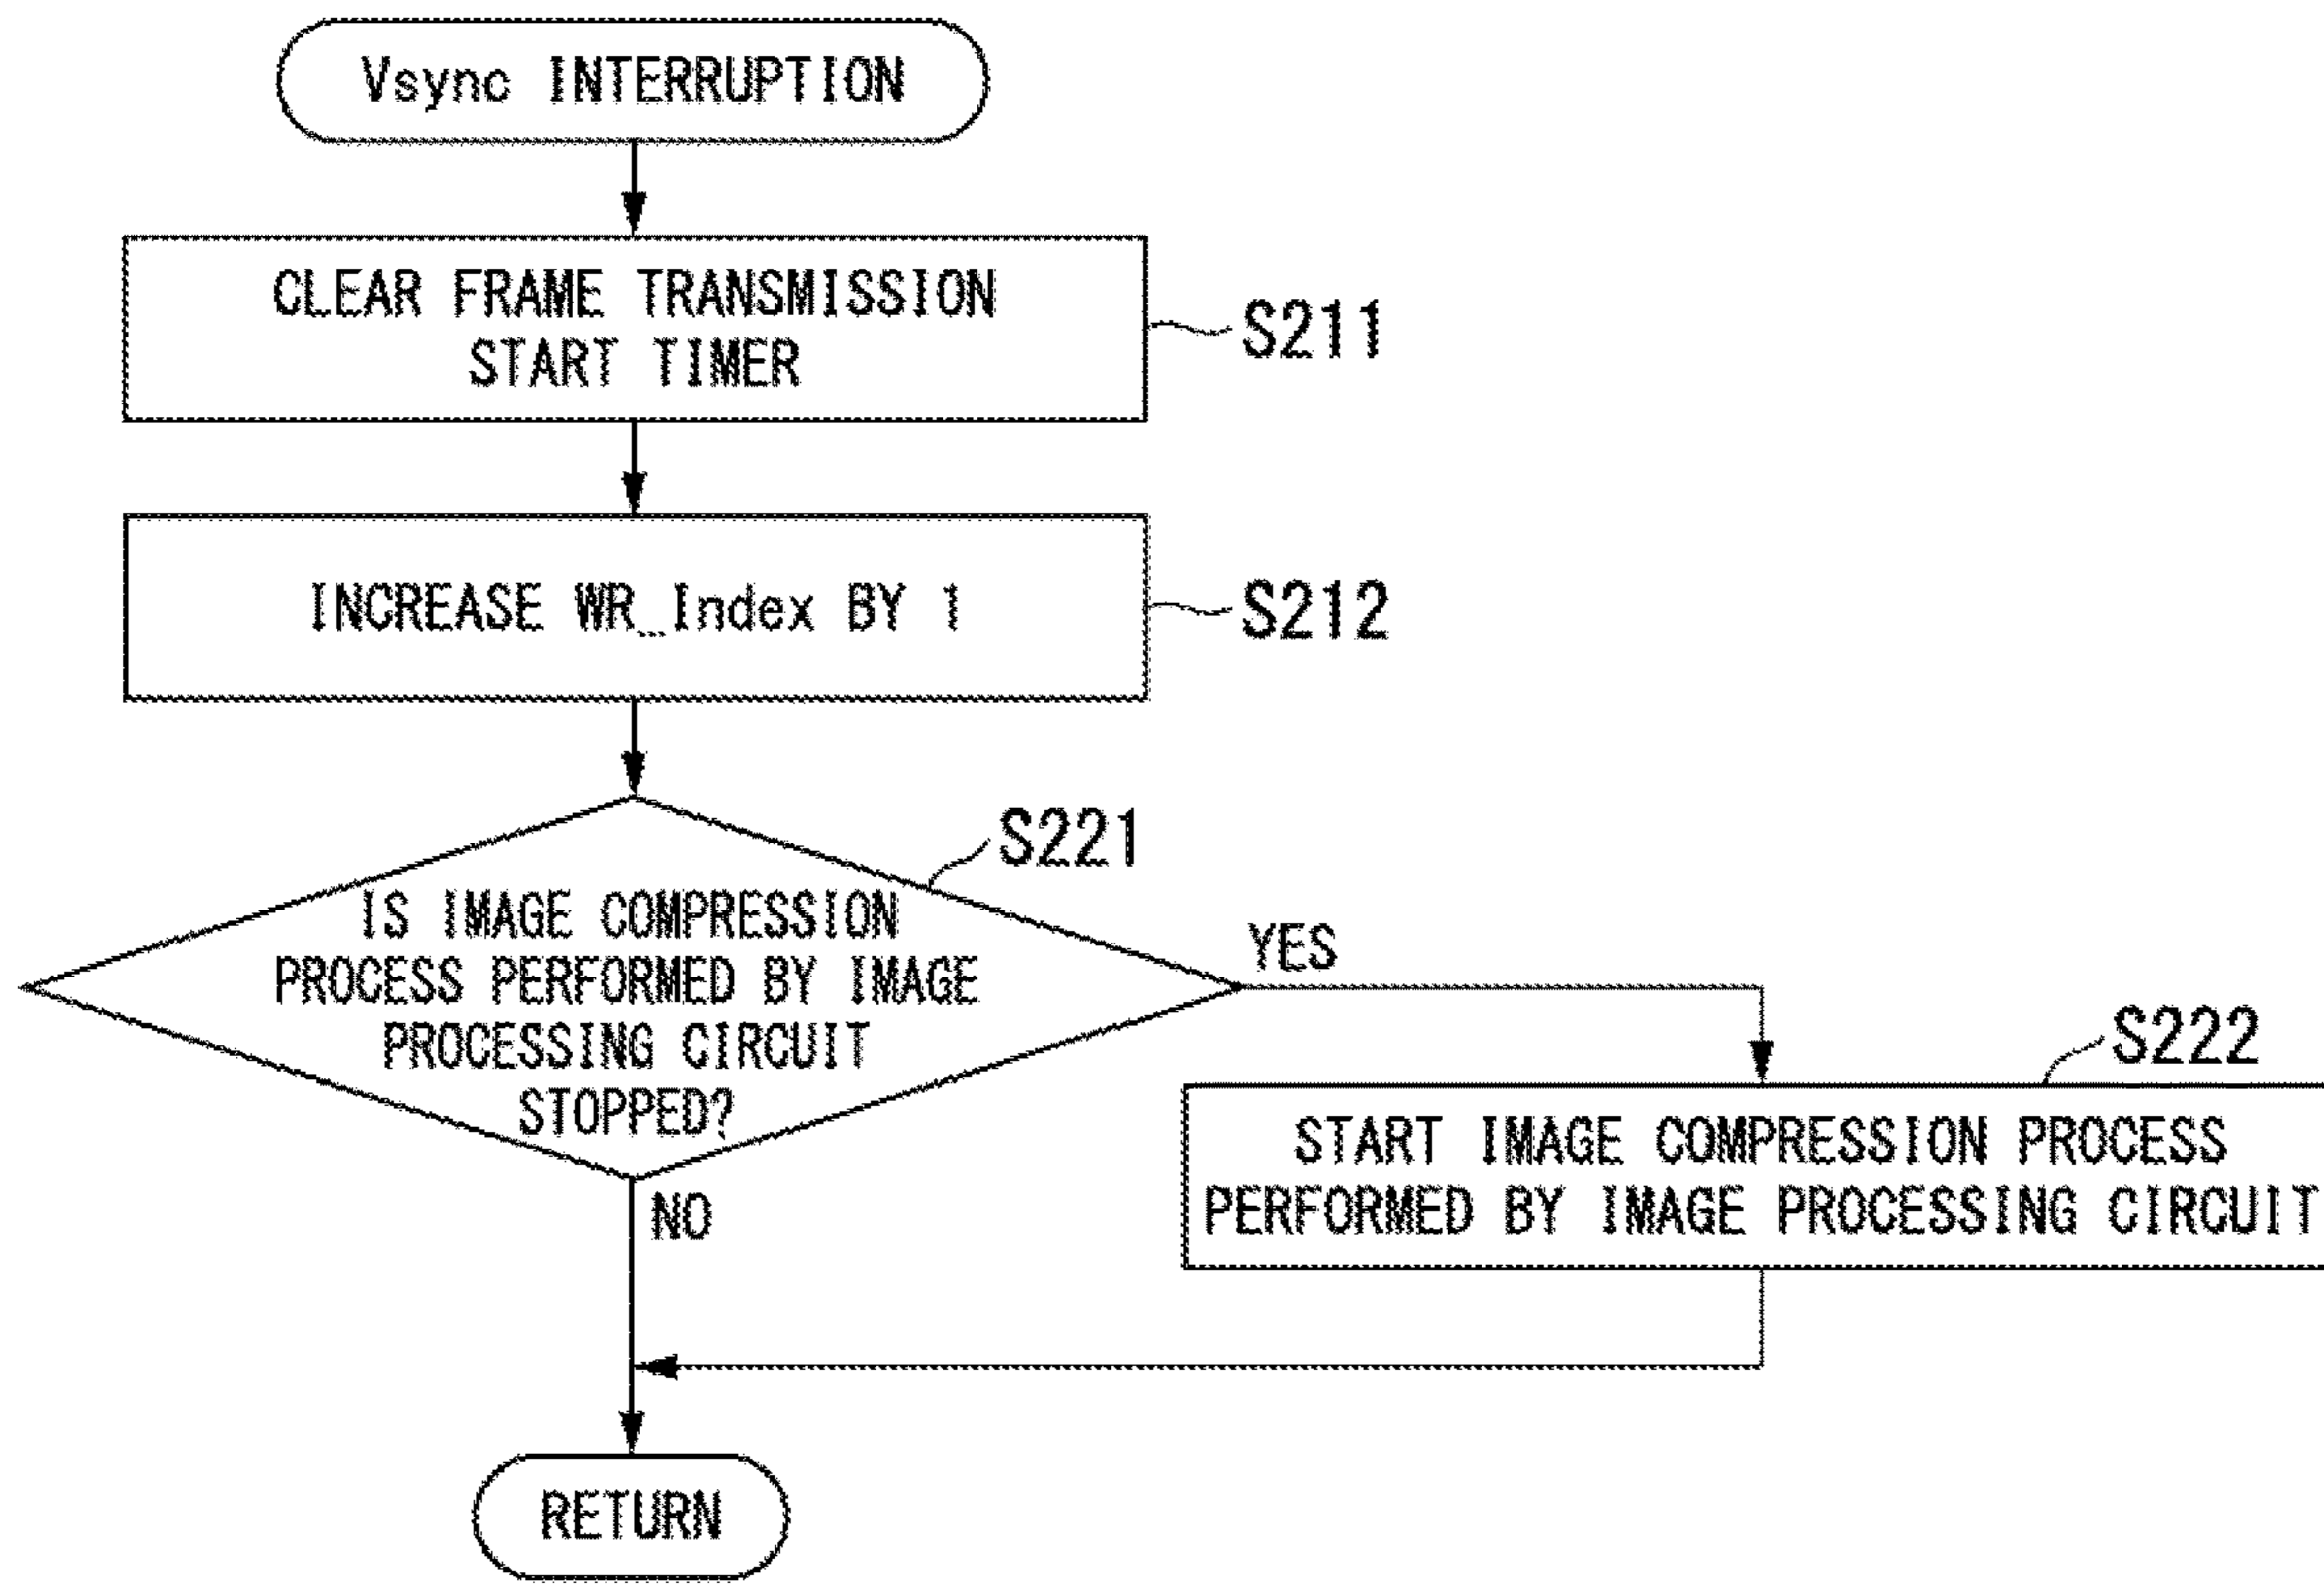 Vsync INTERRUPTION
CLEAR FRAME TRANSMISSION
START TIMER
S211
INCREASE WR_Index BY 1
S212
S221
IS IMAGE COMPRESSION
PROCESS PERFORMED BY IMAGE
PROCESSING CIRCUIT
STOPPED?
YES
NO
S222
START IMAGE COMPRESSION PROCESS
PERFORMED BY IMAGE PROCESSING CIRCUIT
RETURN